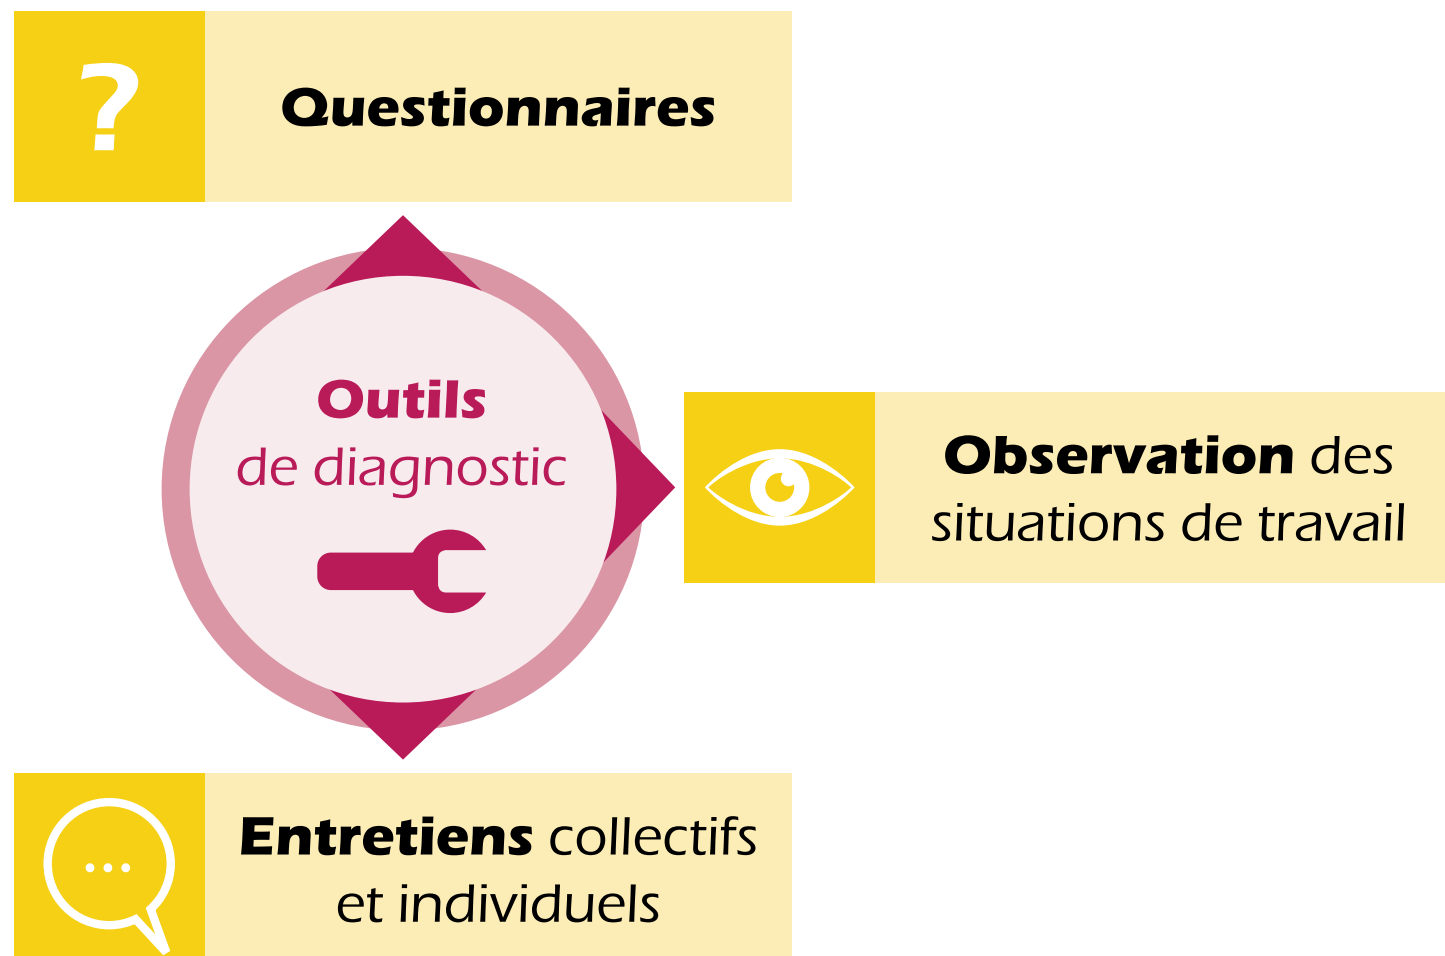 ?
Questionnaires
Outils
de diagnostic
Observation des
situations de travail
Entretiens collectifs
et individuels